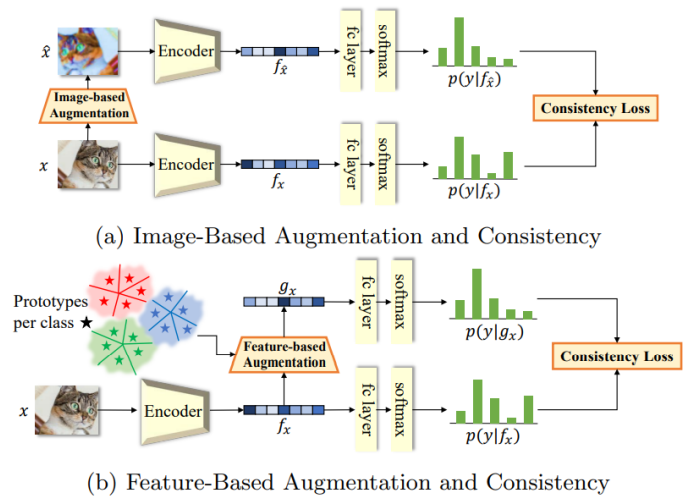 x̂
Image-based
Augmentation
x
Encoder
f_x̂
fc layer
softmax
p(y|f_x̂)
Encoder
f_x
fc layer
softmax
p(y|f_x)
Consistency Loss
(a) Image-Based Augmentation and Consistency
Prototypes
per class ★
g_x
Feature-based
Augmentation
fc layer
softmax
p(y|g_x)
x
Encoder
f_x
fc layer
softmax
p(y|f_x)
Consistency Loss
(b) Feature-Based Augmentation and Consistency